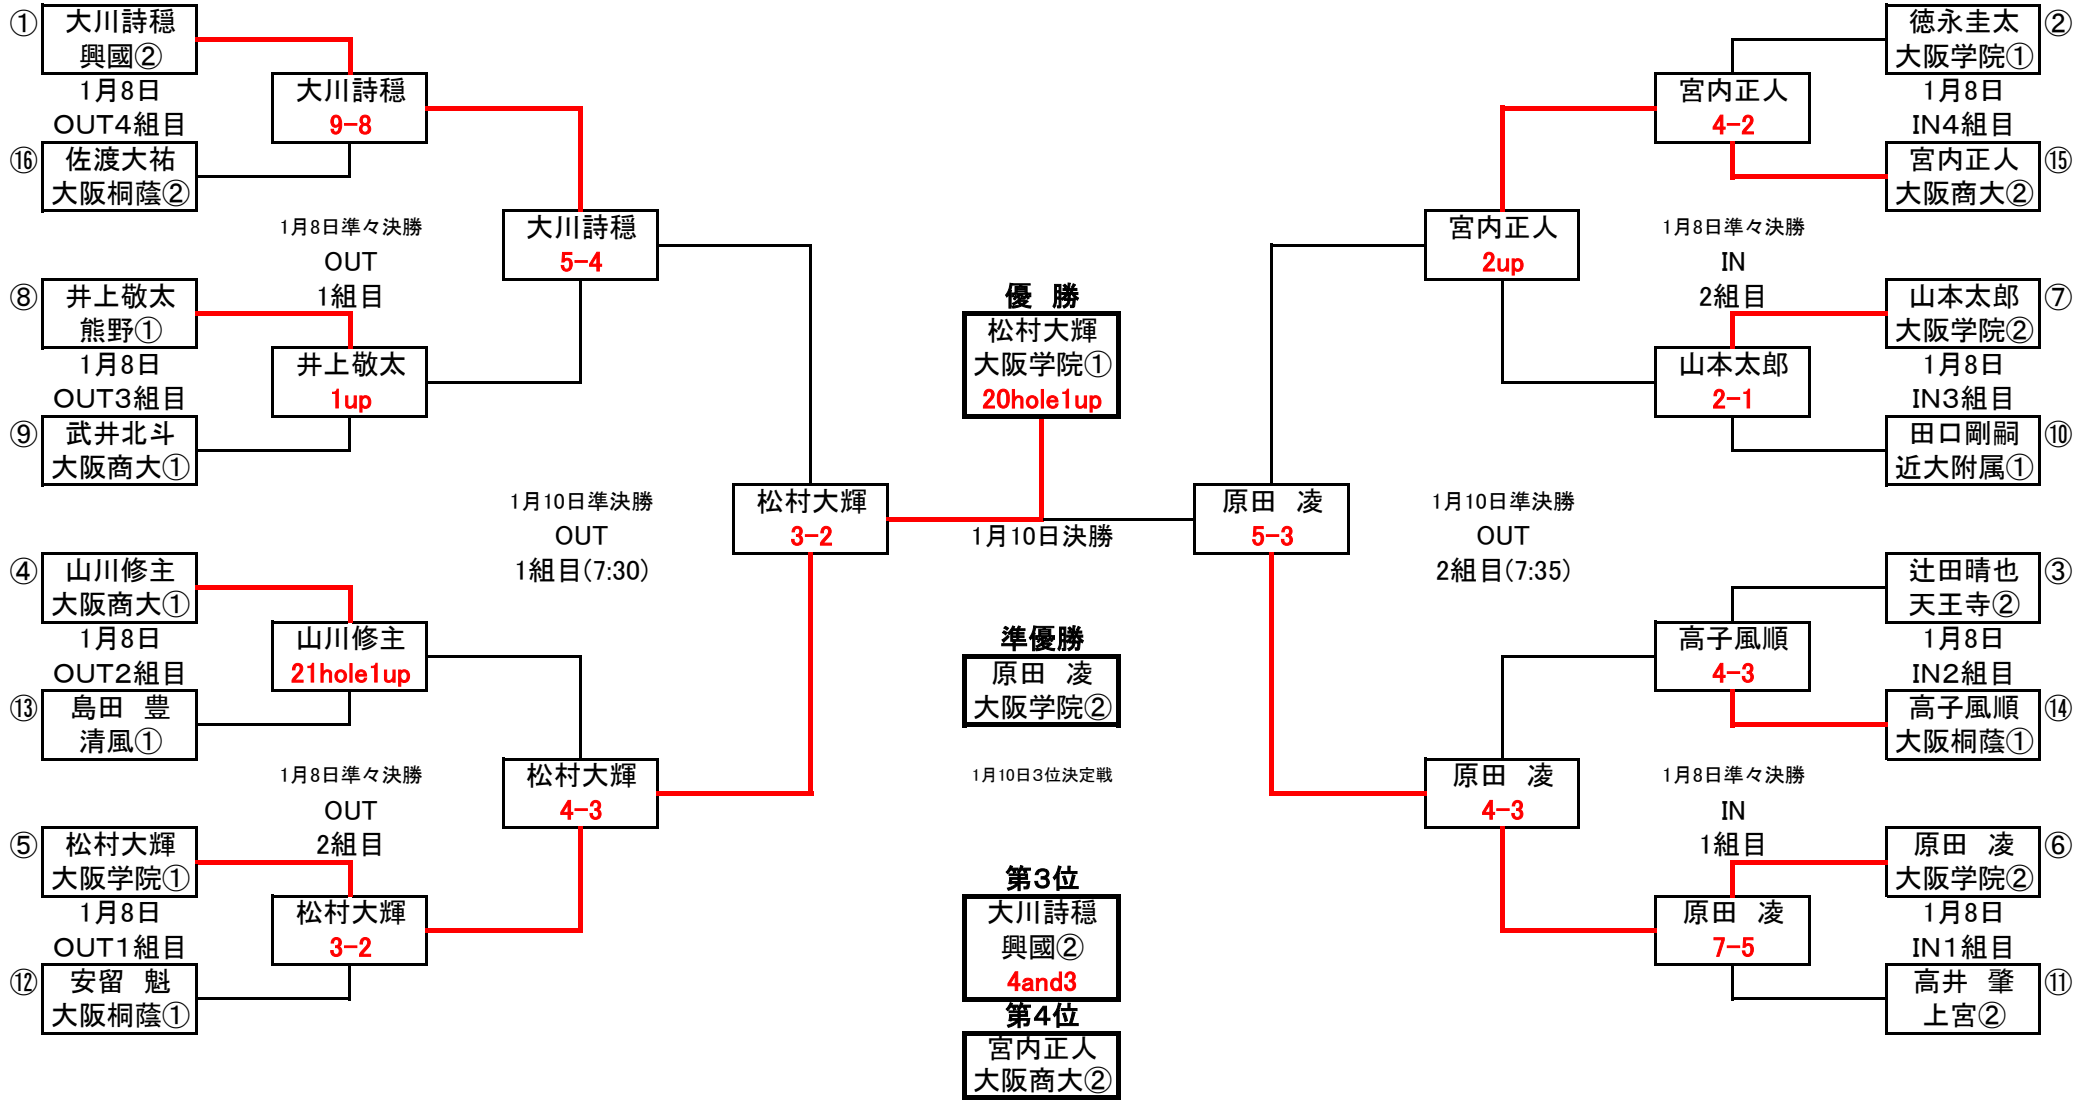 ①
大川詩穏
興國②
1月8日
OUT4組目
⑯
佐渡大祐
大阪桐蔭②
大川詩穏
9-8
1月8日準々決勝
OUT
1組目
⑧
井上敬太
熊野①
1月8日
OUT3組目
⑨
武井北斗
大阪商大①
井上敬太
1up
大川詩穏
5-4
④
山川修主
大阪商大①
1月8日
OUT2組目
⑬
島田　豊
清風①
山川修主
21hole1up
1月8日準々決勝
OUT
2組目
⑤
松村大輝
大阪学院①
1月8日
OUT1組目
⑫
安留　魁
大阪桐蔭①
松村大輝
3-2
松村大輝
4-3
1月10日準決勝
OUT
1組目(7:30)
松村大輝
3-2
優　勝
松村大輝
大阪学院①
20hole1up
1月10日決勝
準優勝
原田　凌
大阪学院②
1月10日3位決定戦
第3位
大川詩穏
興國②
4and3
第4位
宮内正人
大阪商大②
原田　凌
5-3
1月10日準決勝
OUT
2組目(7:35)
宮内正人
2up
宮内正人
4-2
②
徳永圭太
大阪学院①
1月8日
IN4組目
⑮
宮内正人
大阪商大②
1月8日準々決勝
IN
2組目
山本太郎
2-1
⑦
山本太郎
大阪学院②
1月8日
IN3組目
⑩
田口剛嗣
近大附属①
原田　凌
4-3
高子風順
4-3
③
辻田晴也
天王寺②
1月8日
IN2組目
⑭
高子風順
大阪桐蔭①
1月8日準々決勝
IN
1組目
原田　凌
7-5
⑥
原田　凌
大阪学院②
1月8日
IN1組目
⑪
高井　肇
上宮②